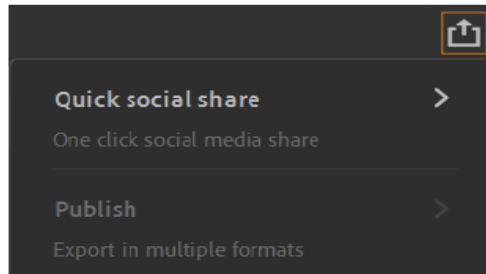 Quick social share
One click social media share
Publish
Export in multiple formats